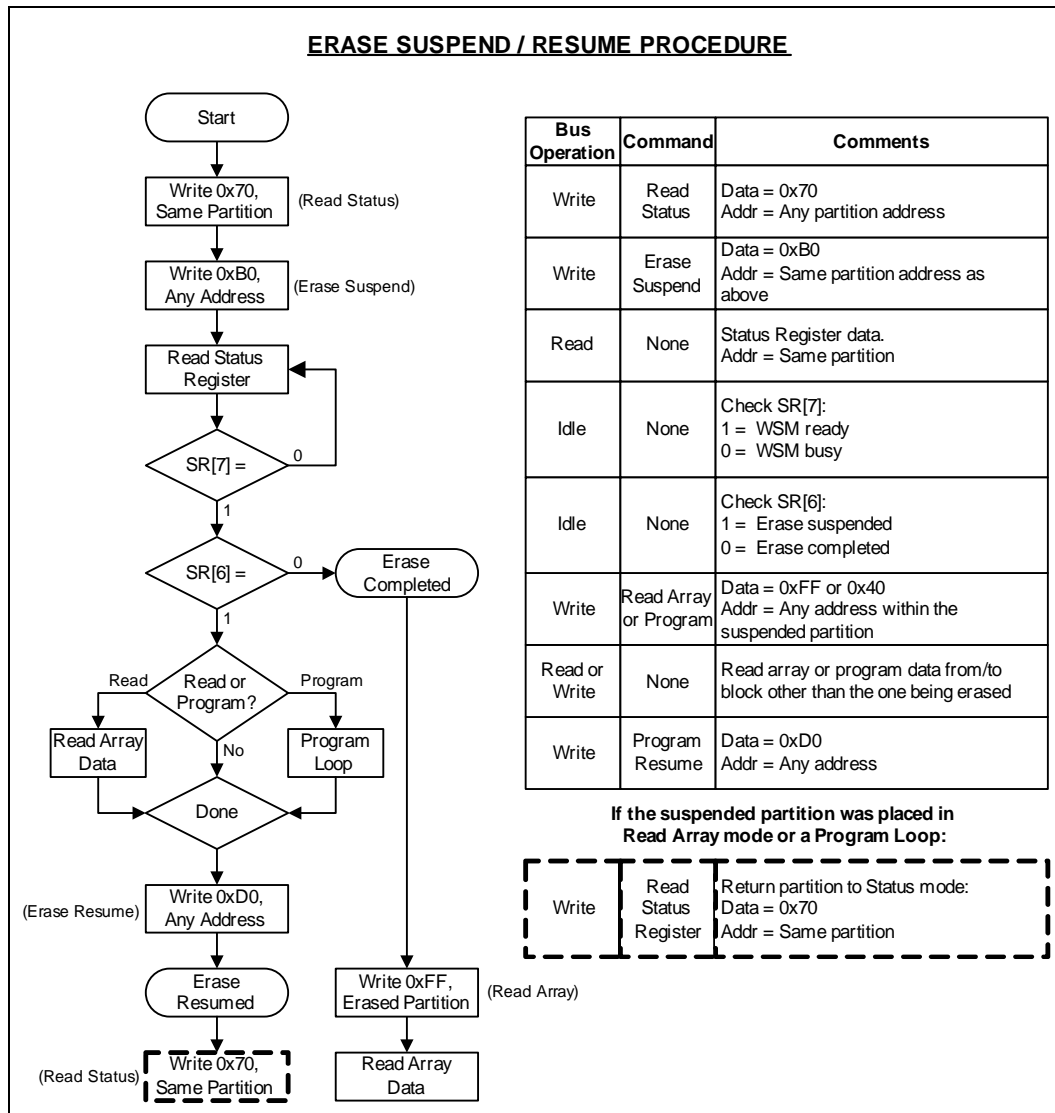 ERASE SUSPEND / RESUME PROCEDURE
Start
Write 0x70,
Same Partition
(Read Status)
Write 0xB0,
Any Address
(Erase Suspend)
Read Status
Register
SR[7] =
0
1
SR[6] =
0
Erase
Completed
1
Read or
Program?
Read
Program
No
Read Array
Data
Program
Loop
Done
(Erase Resume)
Write 0xD0,
Any Address
Erase
Resumed
(Read Status)
Write 0x70,
Same Partition
Write 0xFF,
Erased Partition
(Read Array)
Read Array
Data
Bus
Operation
Command
Comments
Write
Read
Status
Data = 0x70
Addr = Any partition address
Write
Erase
Suspend
Data = 0xB0
Addr = Same partition address as
above
Read
None
Status Register data.
Addr = Same partition
Idle
None
Check SR[7]:
1 = WSM ready
0 = WSM busy
Idle
None
Check SR[6]:
1 = Erase suspended
0 = Erase completed
Write
Read Array
or Program
Data = 0xFF or 0x40
Addr = Any address within the
suspended partition
Read or
Write
None
Read array or program data from/to
block other than the one being erased
Write
Program
Resume
Data = 0xD0
Addr = Any address
If the suspended partition was placed in
Read Array mode or a Program Loop:
Write
Read
Status
Register
Return partition to Status mode:
Data = 0x70
Addr = Same partition